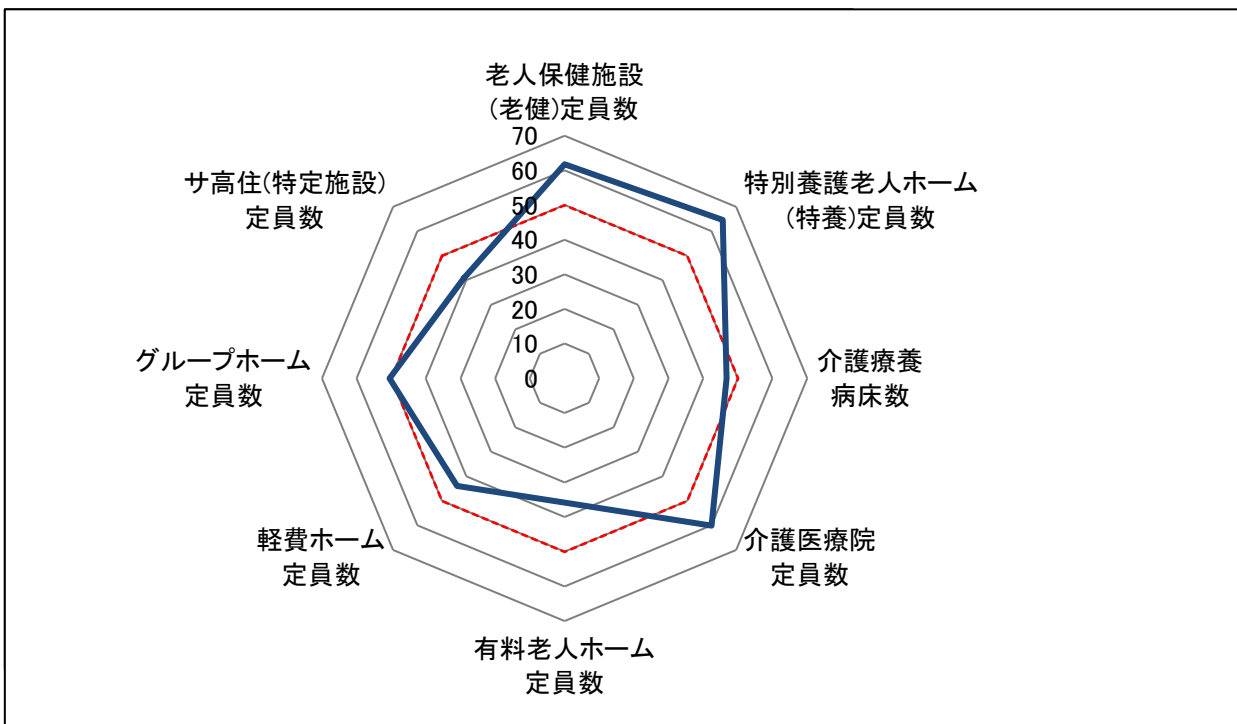 老人保健施設
(老健)定員数
特別養護老人ホーム
(特養)定員数
介護療養
病床数
介護医療院
定員数
有料老人ホーム
定員数
軽費ホーム
定員数
グループホーム
定員数
サ高住(特定施設)
定員数
70
60
50
40
30
20
10
0